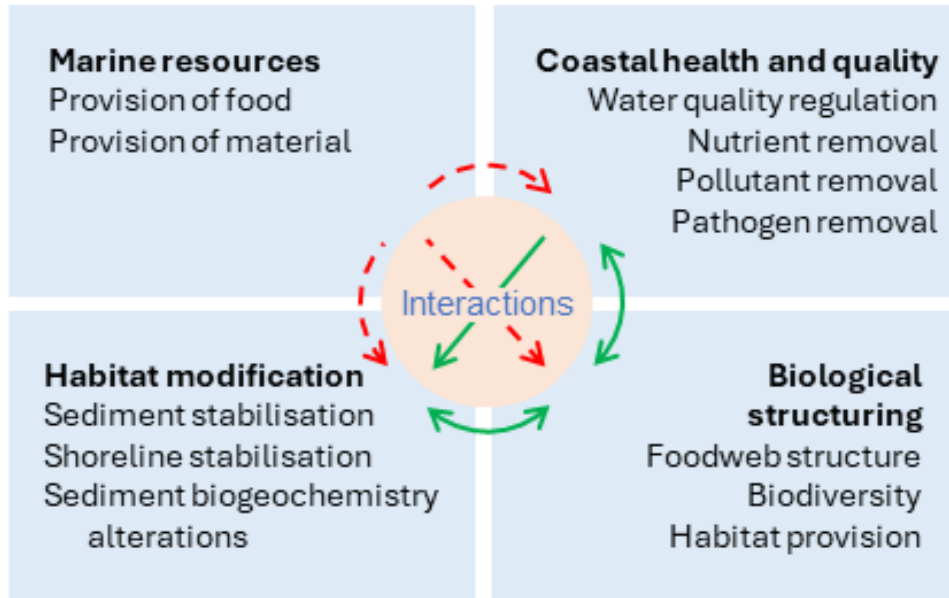 Marine resources
Provision of food
Provision of material
Coastal health and quality
Water quality regulation
Nutrient removal
Pollutant removal
Pathogen removal
Interactions
Habitat modification
Sediment stabilisation
Shoreline stabilisation
Sediment biogeochemistry
alterations
Biological
structuring
Foodweb structure
Biodiversity
Habitat provision